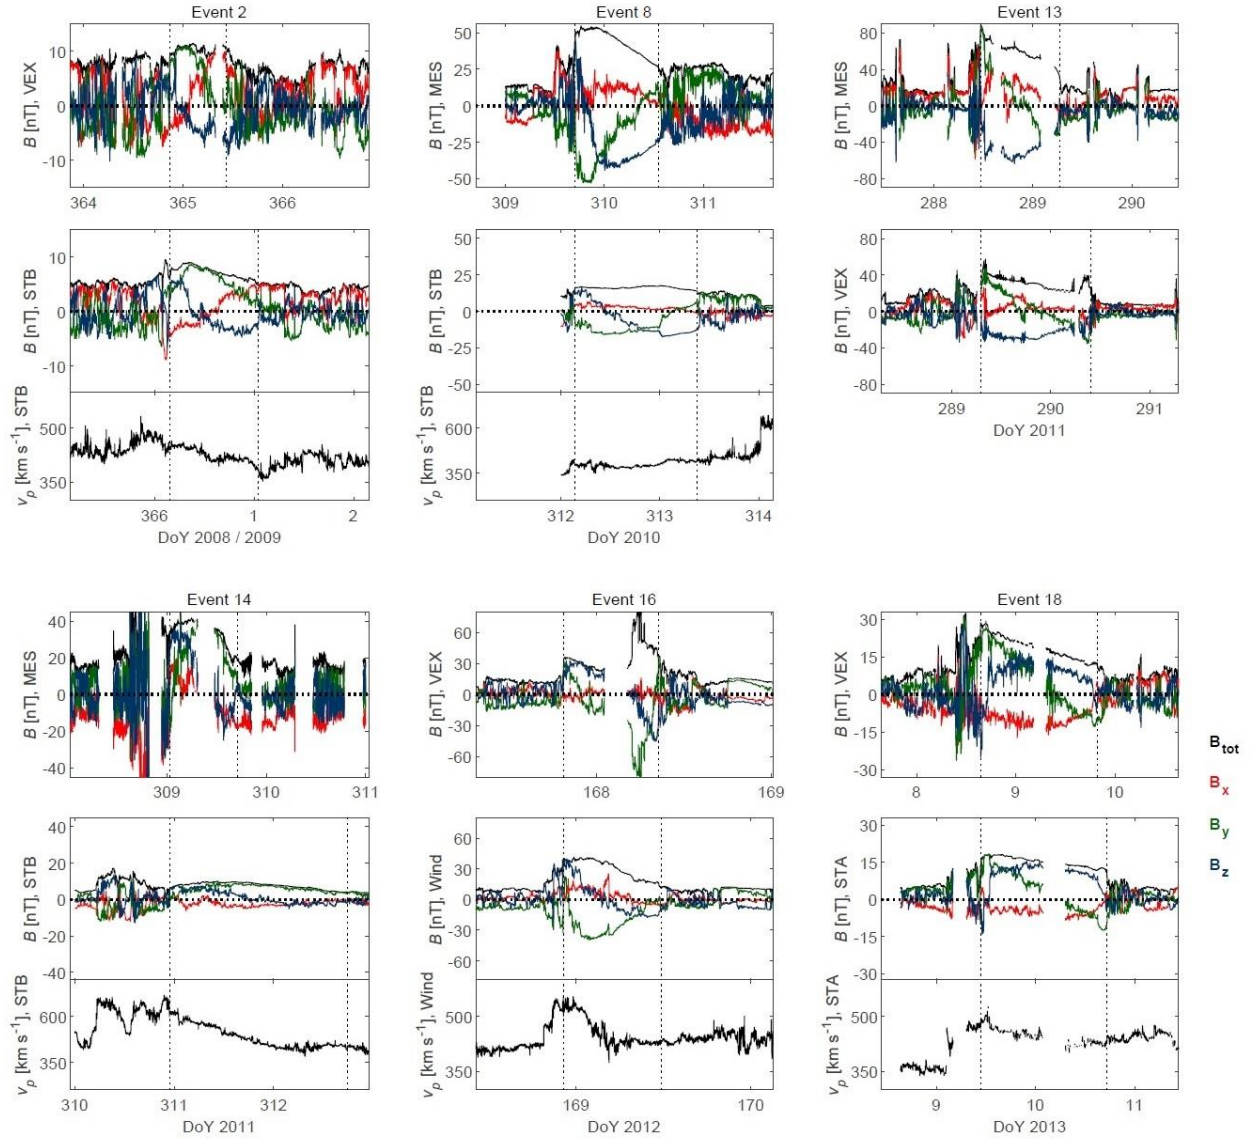 Event 2
B [nT], VEX
10
0
-10
364 365 366
B [nT], STB
10
0
-10
v_p [km s⁻¹], STB
500
350
366 1 2
DoY 2008 / 2009
Event 8
B [nT], MES
50
25
0
-25
-50
309 310 311
B [nT], STB
50
25
0
-25
-50
v_p [km s⁻¹], STB
600
350
312 313 314
DoY 2010
Event 13
B [nT], MES
80
40
0
-40
-80
288 289 290
B [nT], VEX
80
40
0
-40
-80
289 290 291
DoY 2011
Event 14
B [nT], MES
40
20
0
-20
-40
309 310 311
B [nT], STB
40
20
0
-20
-40
v_p [km s⁻¹], STB
600
350
310 311 312
DoY 2011
Event 16
B [nT], VEX
60
30
0
-30
-60
168 169
B [nT], Wind
60
30
0
-30
-60
v_p [km s⁻¹], Wind
500
350
169 170
DoY 2012
Event 18
B [nT], VEX
30
15
0
-15
-30
8 9 10
B [nT], STA
30
15
0
-15
-30
v_p [km s⁻¹], STA
500
350
9 10 11
DoY 2013
B_tot
B_x
B_y
B_z